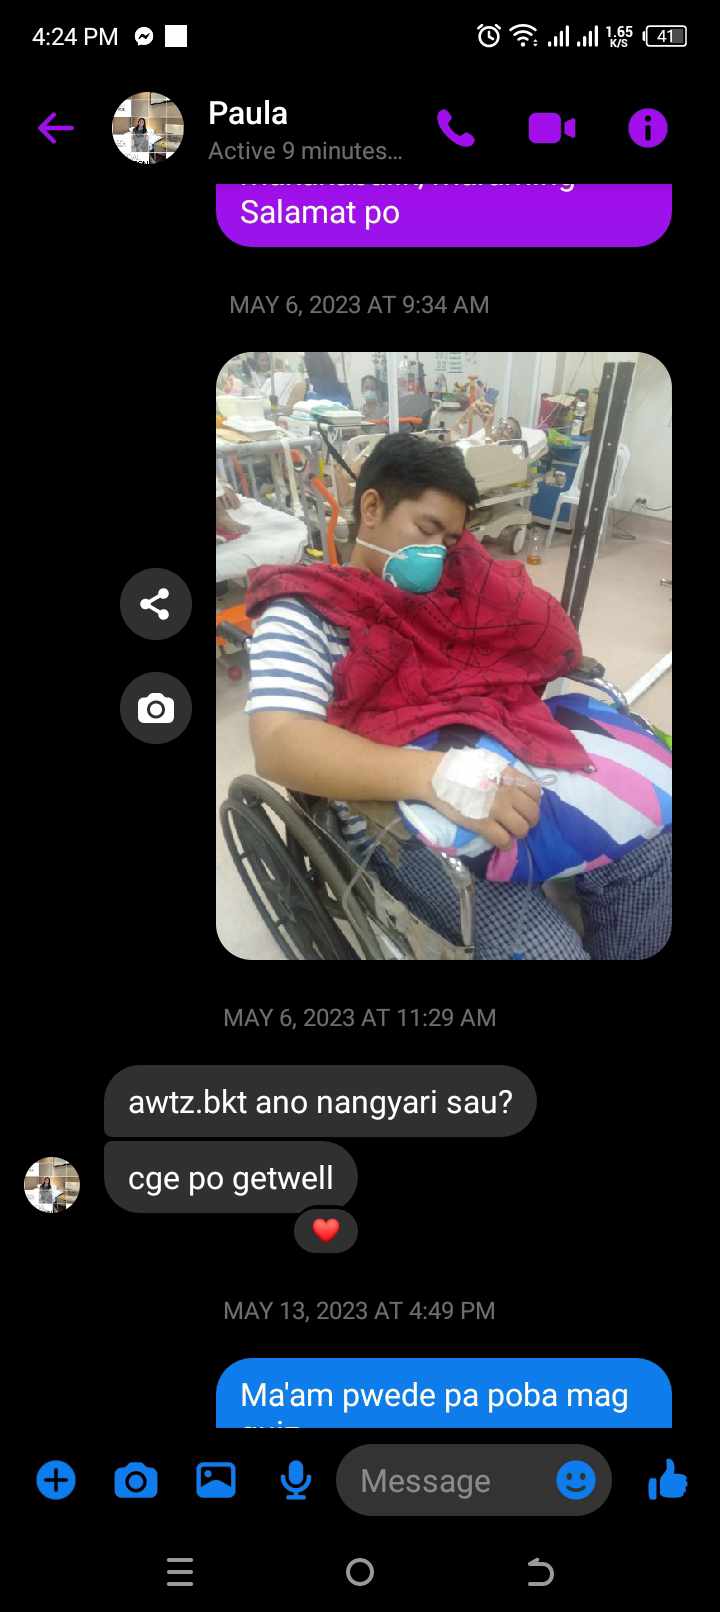 4:24 PM
1.65
K/S
41
Paula
Active 9 minutes...
Salamat po
MAY 6, 2023 AT 9:34 AM
MAY 6, 2023 AT 11:29 AM
awtz.bkt ano nangyari sau?
cge po getwell
MAY 13, 2023 AT 4:49 PM
Ma'am pwede pa poba mag
Message